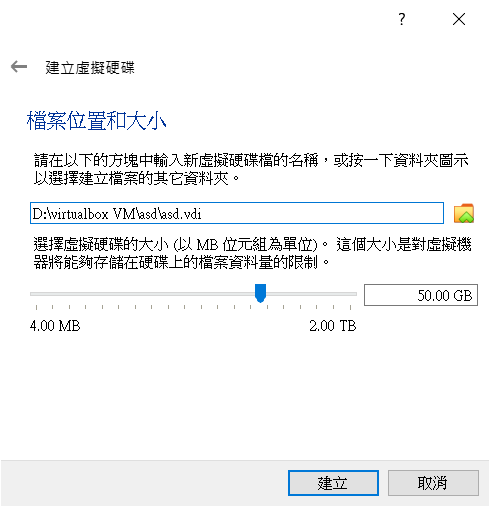 ?
建立虛擬硬碟
檔案位置和大小
請在以下的方塊中輸入新虛擬硬碟檔的名稱，或按一下資料夾圖示
以選擇建立檔案的其它資料夾。
D:\virtualbox VM\asd\asd.vdi
選擇虛擬硬碟的大小 (以 MB 位元組為單位)。 這個大小是對虛擬機
器將能夠存儲在硬碟上的檔案資料量的限制。
50.00 GB
4.00 MB 2.00 TB
建立 取消